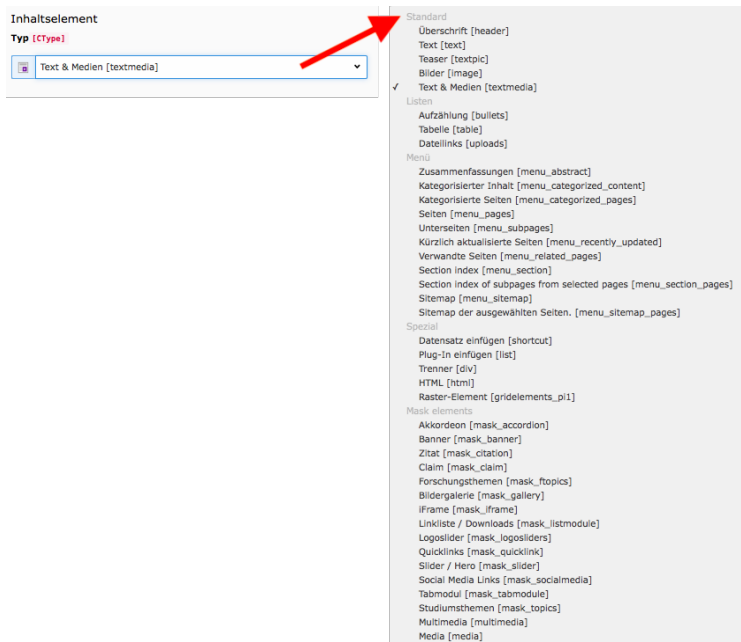 Inhaltselement
Typ [CType]
Text & Medien [textmedia]
Standard
Überschrift [header]
Text [text]
Teaser [textpic]
Bilder [image]
✓ Text & Medien [textmedia]
Listen
Aufzählung [bullets]
Tabelle [table]
Dateilinks [uploads]
Menü
Zusammenfassungen [menu_abstract]
Kategorisierter Inhalt [menu_categorized_content]
Kategorisierte Seiten [menu_categorized_pages]
Seiten [menu_pages]
Unterseiten [menu_subpages]
Kürzlich aktualisierte Seiten [menu_recently_updated]
Verwandte Seiten [menu_related_pages]
Section index [menu_section]
Section index of subpages from selected pages [menu_section_pages]
Sitemap [menu_sitemap]
Sitemap der ausgewählten Seiten. [menu_sitemap_pages]
Spezial
Datensatz einfügen [shortcut]
Plug-In einfügen [list]
Trenner [div]
HTML [html]
Raster-Element [gridelements_pi1]
Mask elements
Akkordeon [mask_accordion]
Banner [mask_banner]
Zitat [mask_citation]
Claim [mask_claim]
Forschungsthemen [mask_ftopics]
Bildergalerie [mask_gallery]
iFrame [mask_iframe]
Linkliste / Downloads [mask_listmodule]
Logoslider [mask_logosliders]
Quicklinks [mask_quicklink]
Slider / Hero [mask_slider]
Social Media Links [mask_socialmedia]
Tabmodul [mask_tabmodule]
Studiumsthemen [mask_topics]
Multimedia [multimedia]
Media [media]